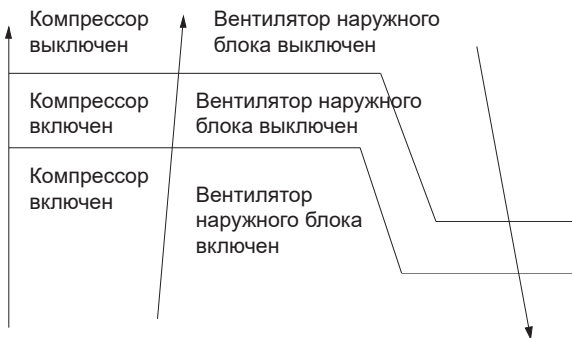 Компрессор
выключен
Вентилятор наружного
блока выключен
Компрессор
включен
Вентилятор наружного
блока выключен
Компрессор
включен
Вентилятор
наружного блока
включен